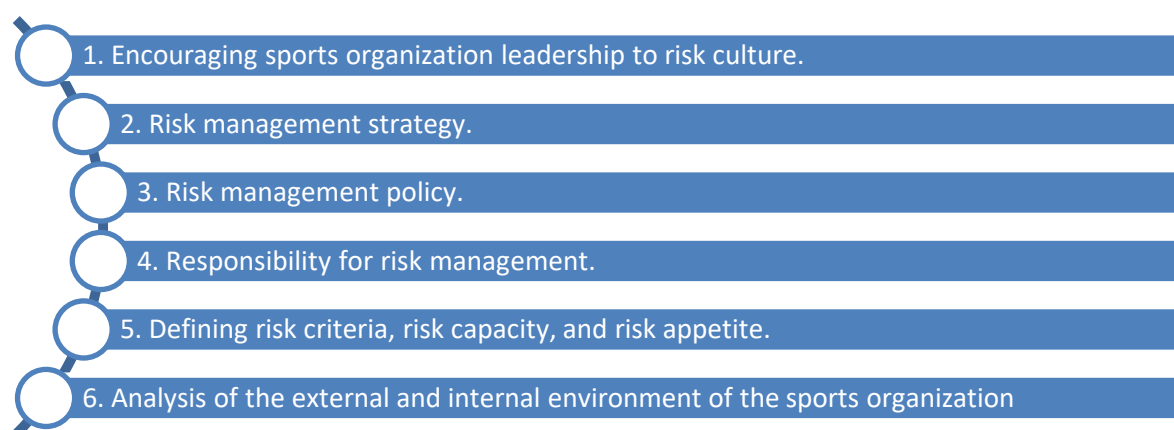 1. Encouraging sports organization leadership to risk culture.
2. Risk management strategy.
3. Risk management policy.
4. Responsibility for risk management.
5. Defining risk criteria, risk capacity, and risk appetite.
6. Analysis of the external and internal environment of the sports organization